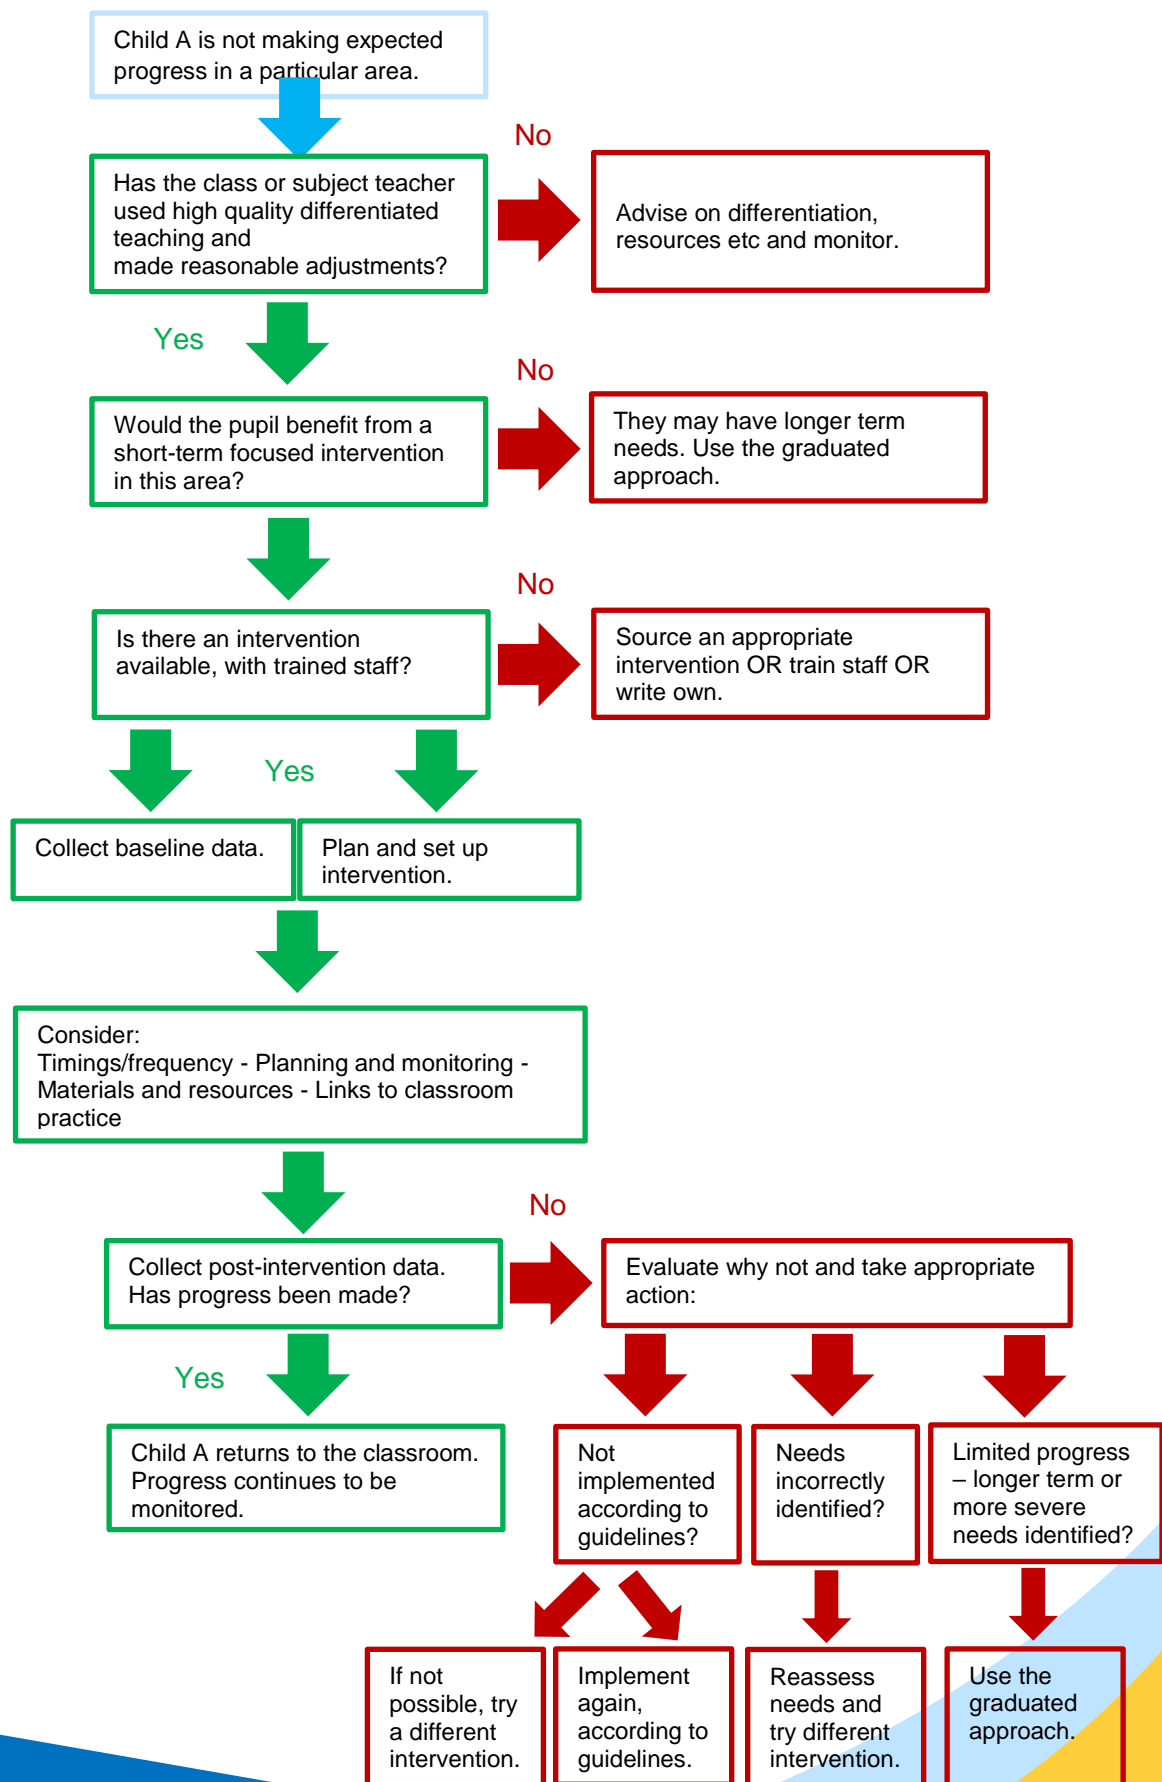 Child A is not making expected
progress in a particular area.
No
Has the class or subject teacher
used high quality differentiated
teaching and
made reasonable adjustments?
Advise on differentiation,
resources etc and monitor.
Yes
No
Would the pupil benefit from a
short-term focused intervention
in this area?
They may have longer term
needs. Use the graduated
approach.
No
Is there an intervention
available, with trained staff?
Source an appropriate
intervention OR train staff OR
write own.
Yes
Collect baseline data.
Plan and set up
intervention.
Consider:
Timings/frequency - Planning and monitoring -
Materials and resources - Links to classroom
practice
No
Collect post-intervention data.
Has progress been made?
Evaluate why not and take appropriate
action:
Yes
Child A returns to the classroom.
Progress continues to be
monitored.
Not
implemented
according to
guidelines?
Needs
incorrectly
identified?
Limited progress
– longer term or
more severe
needs identified?
If not
possible, try
a different
intervention.
Implement
again,
according to
guidelines.
Reassess
needs and
try different
intervention.
Use the
graduated
approach.